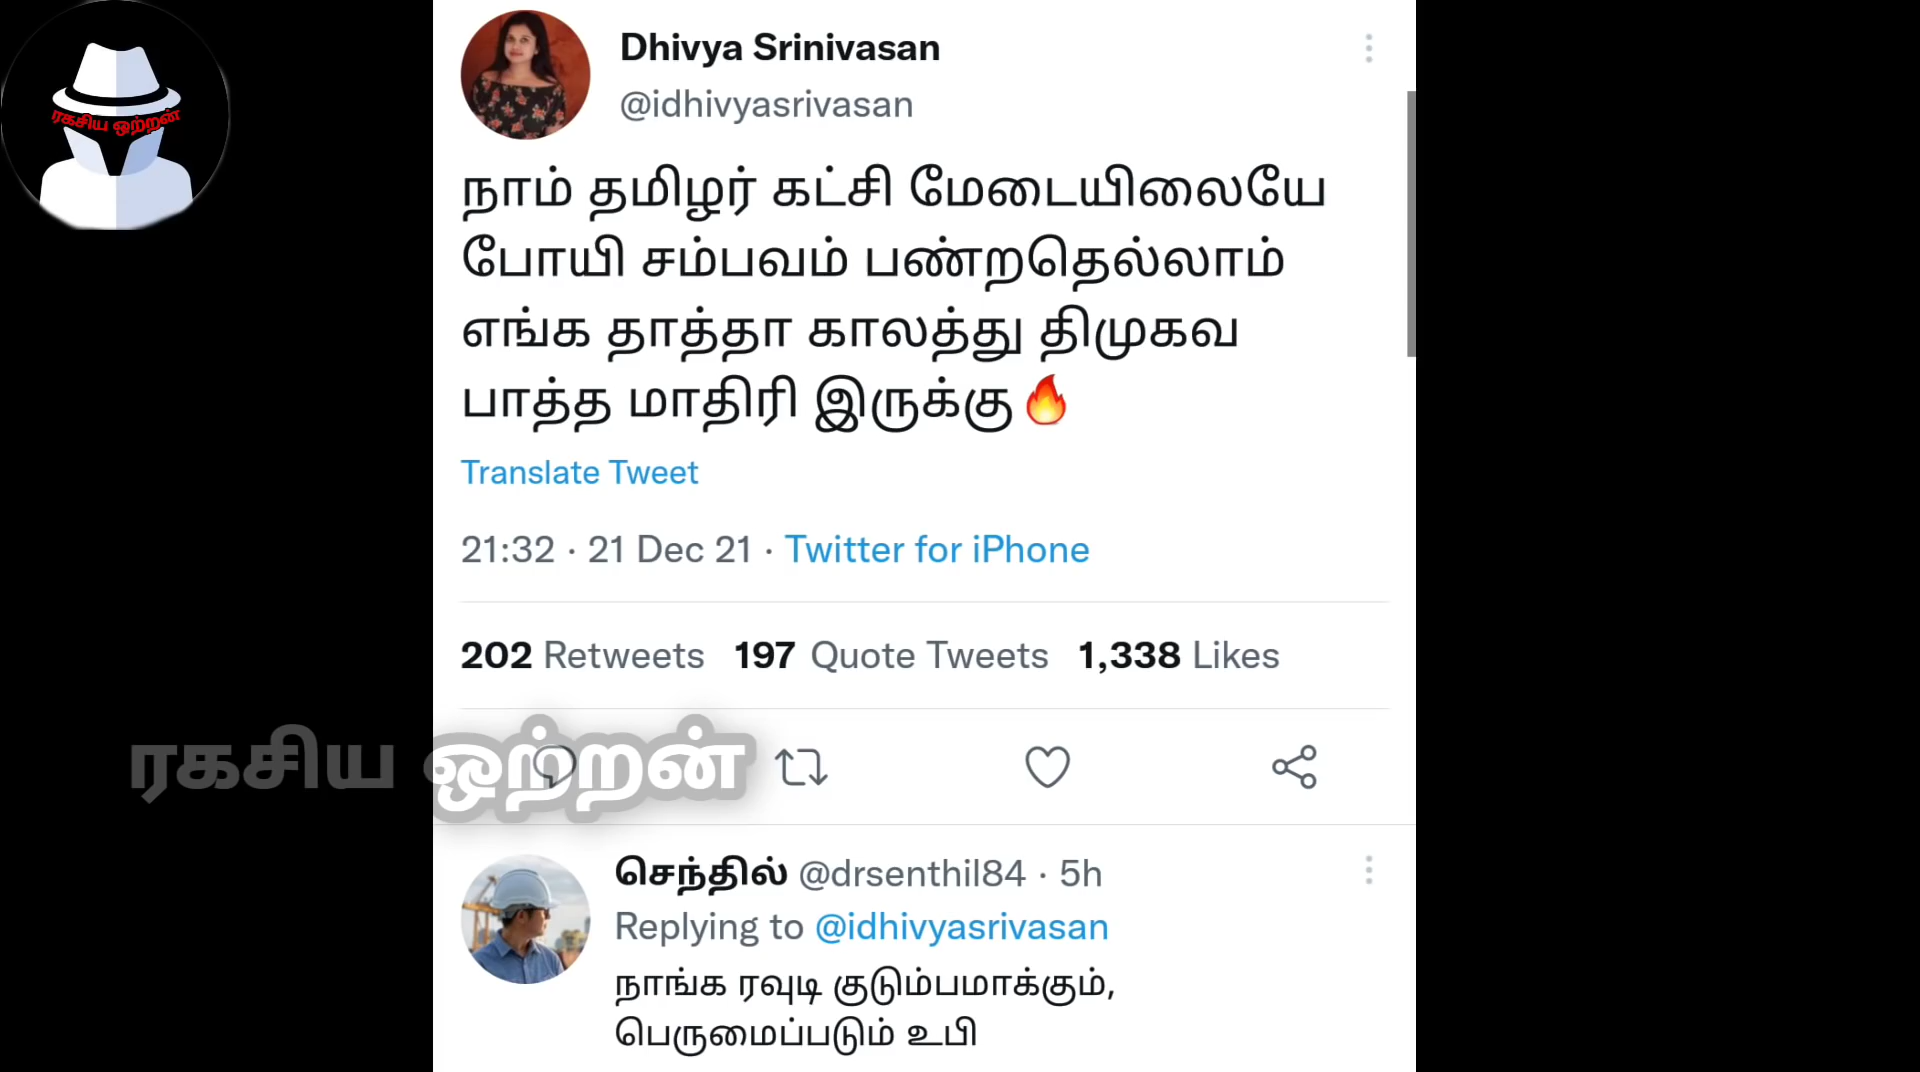 ரகசிய ஒற்றன்
Dhivya Srinivasan
@idhivyasrivasan
நாம் தமிழர் கட்சி மேடையிலையே
போயி சம்பவம் பண்றதெல்லாம்
எங்க தாத்தா காலத்து திமுகவ
பாத்த மாதிரி இருக்கு🔥
Translate Tweet
21:32 · 21 Dec 21 · Twitter for iPhone
202 Retweets 197 Quote Tweets 1,338 Likes
ரகசிய ஒற்றன்
செந்தில் @drsenthil84 · 5h
Replying to @idhivyasrivasan
நாங்க ரவுடி குடும்பமாக்கும்,
பெருமைப்படும் உபி